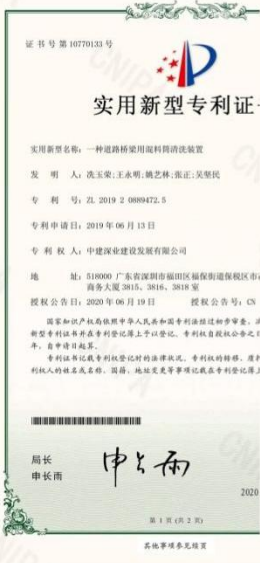 证书号第10770133号
实用新型专利证
实用新型名称：一种道路桥梁用混料筒清洗装置
发 明 人：冼玉荣;王永明;姚艺林;张正;吴坚民
专 利 号：ZL 2019 2 0889472.5
专利申请日：2019年06月13日
专 利 权 人：中建深业建设发展有限公司
地 址：518000 广东省深圳市福田区福保街道保税区市
商务大厦3815、3816、3818室
授权公告日：2020年06月19日 授权公告号：CN
国家知识产权局依照中华人民共和国专利法经过初步审查，决
新型专利证书并在专利登记簿上予以登记。专利权自授权公告之日
年，自申请日起算。
专利证书记载专利权登记时的法律状况。专利权的转移、质押
利权人的姓名或名称、国籍、地址变更等事项记载在专利登记簿上
局长
申长雨
申长雨
2020
第 1 页 (共 2 页)
其他事项参见续页